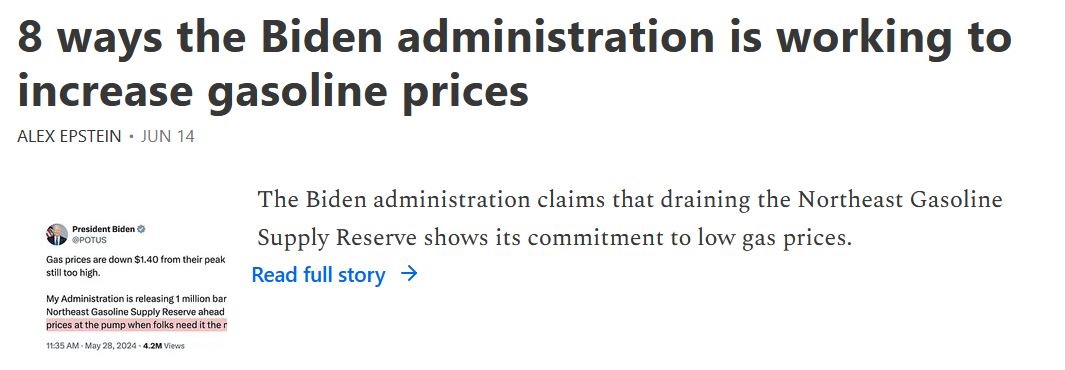 8 ways the Biden administration is working to
increase gasoline prices
ALEX EPSTEIN • JUN 14
The Biden administration claims that draining the Northeast Gasoline
Supply Reserve shows its commitment to low gas prices.
Read full story →
President Biden
@POTUS
Gas prices are down $1.40 from their peak
still too high.
My Administration is releasing 1 million bar
Northeast Gasoline Supply Reserve ahead
prices at the pump when folks need it the
11:35 AM · May 28, 2024 · 4.2M Views